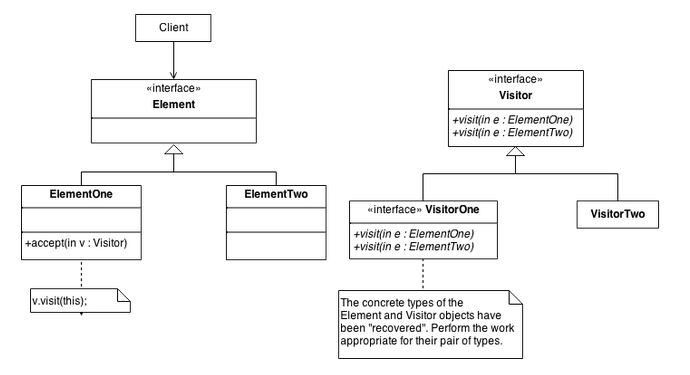 Client
«interface»
Element
ElementOne
+accept(in v : Visitor)
v.visit(this);
ElementTwo
«interface»
Visitor
+visit(in e : ElementOne)
+visit(in e : ElementTwo)
«interface» VisitorOne
+visit(in e : ElementOne)
+visit(in e : ElementTwo)
The concrete types of the
Element and Visitor objects have
been "recovered". Perform the work
appropriate for their pair of types.
VisitorTwo